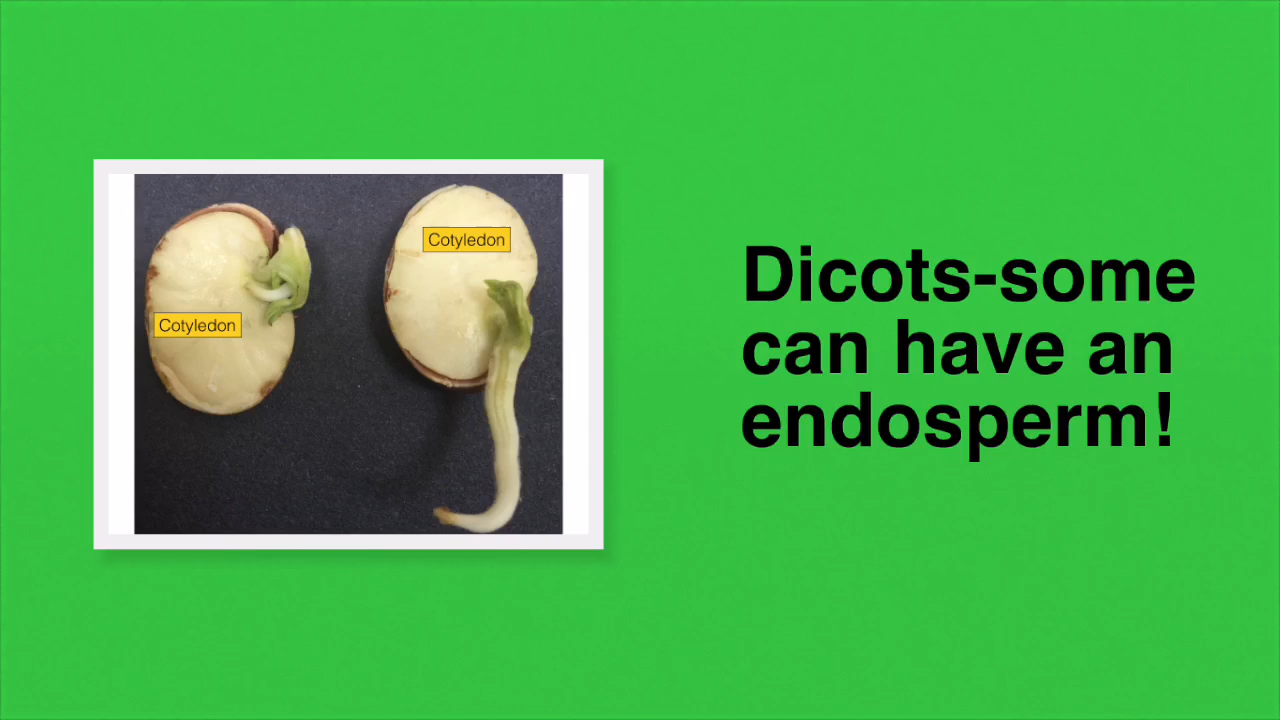 Cotyledon
Cotyledon
Dicots-some
can have an
endosperm!